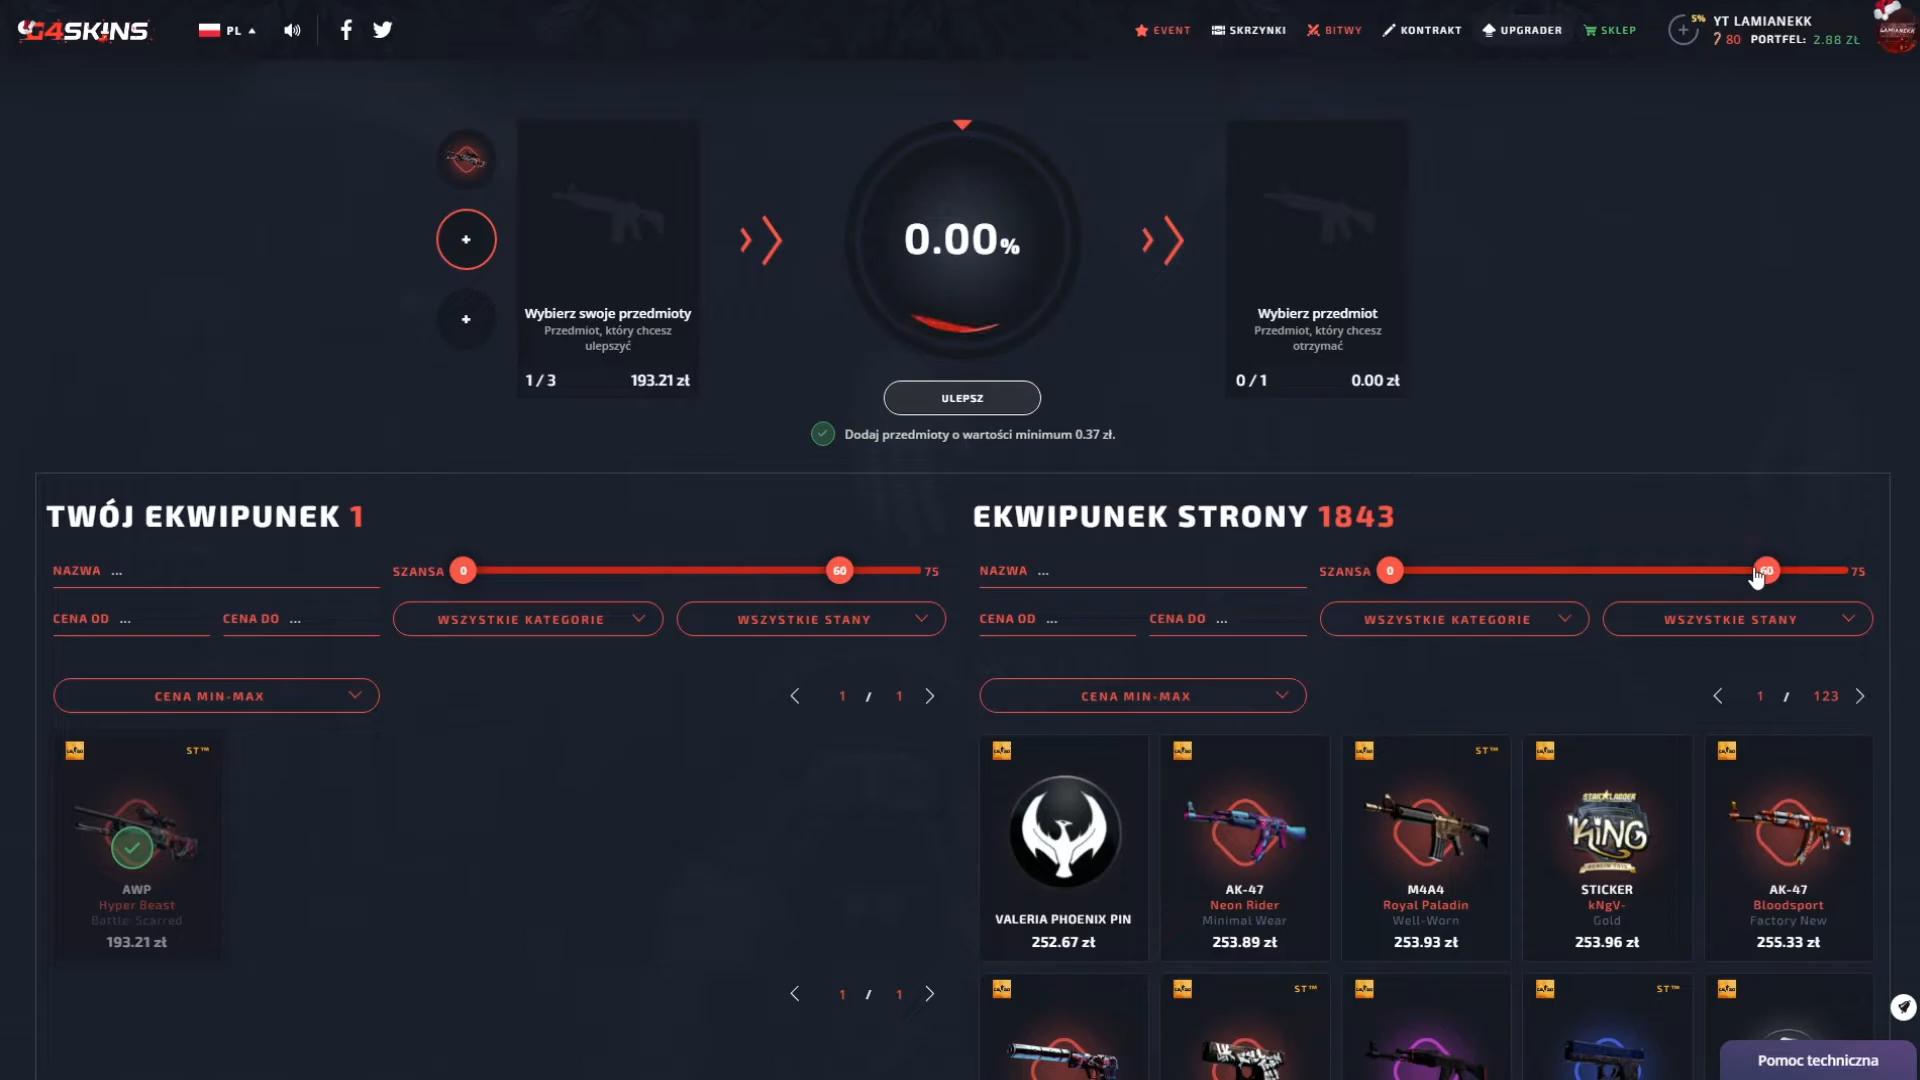 G4SKINS
PL
EVENT
SKRZYNKI
BITWY
KONTRAKT
UPGRADER
SKLEP
5%
YT LAMIANEKK
80 PORTFEL: 2.88 ZŁ
Wybierz swoje przedmioty
Przedmiot, który chcesz
ulepszyć
1 / 3 193.21 zł
0.00%
ULEPSZ
Dodaj przedmioty o wartości minimum 0.37 zł.
Wybierz przedmiot
Przedmiot, który chcesz
otrzymać
0 / 1 0.00 zł
TWÓJ EKWIPUNEK 1
NAZWA ...
SZANSA 0 60 75
CENA OD ... CENA DO ...
WSZYSTKIE KATEGORIE
WSZYSTKIE STANY
CENA MIN-MAX
1 / 1
ST™
AWP
Hyper Beast
Battle-Scarred
193.21 zł
1 / 1
EKWIPUNEK STRONY 1843
NAZWA ...
SZANSA 0 60 75
CENA OD ... CENA DO ...
WSZYSTKIE KATEGORIE
WSZYSTKIE STANY
CENA MIN-MAX
1 / 123
VALERIA PHOENIX PIN
252.67 zł
AK-47
Neon Rider
Minimal Wear
253.89 zł
ST™
M4A4
Royal Paladin
Well-Worn
253.93 zł
STARLADDER
KING
STICKER
kNgV-
Gold
253.96 zł
AK-47
Bloodsport
Factory New
255.33 zł
ST™
ST™
Pomoc techniczna